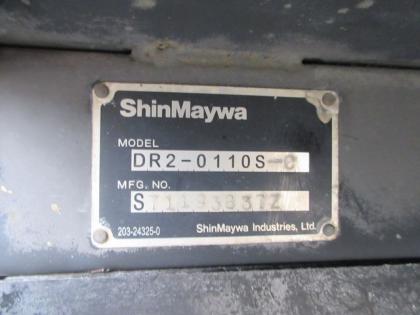 ShinMaywa
MODEL
DR2-0110S-C
MFG. NO.
203-24325-0 ShinMaywa Industries, Ltd.